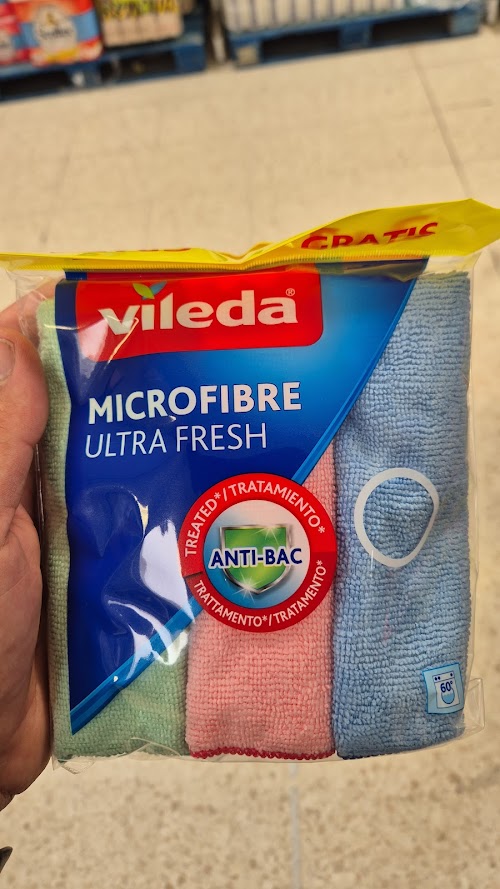 GRATIS
vileda®
MICROFIBRE
ULTRA FRESH
TREATED*/TRATAMIENTO*
ANTI-BAC
TRATTAMENTO*/TRATAMENTO*
60°